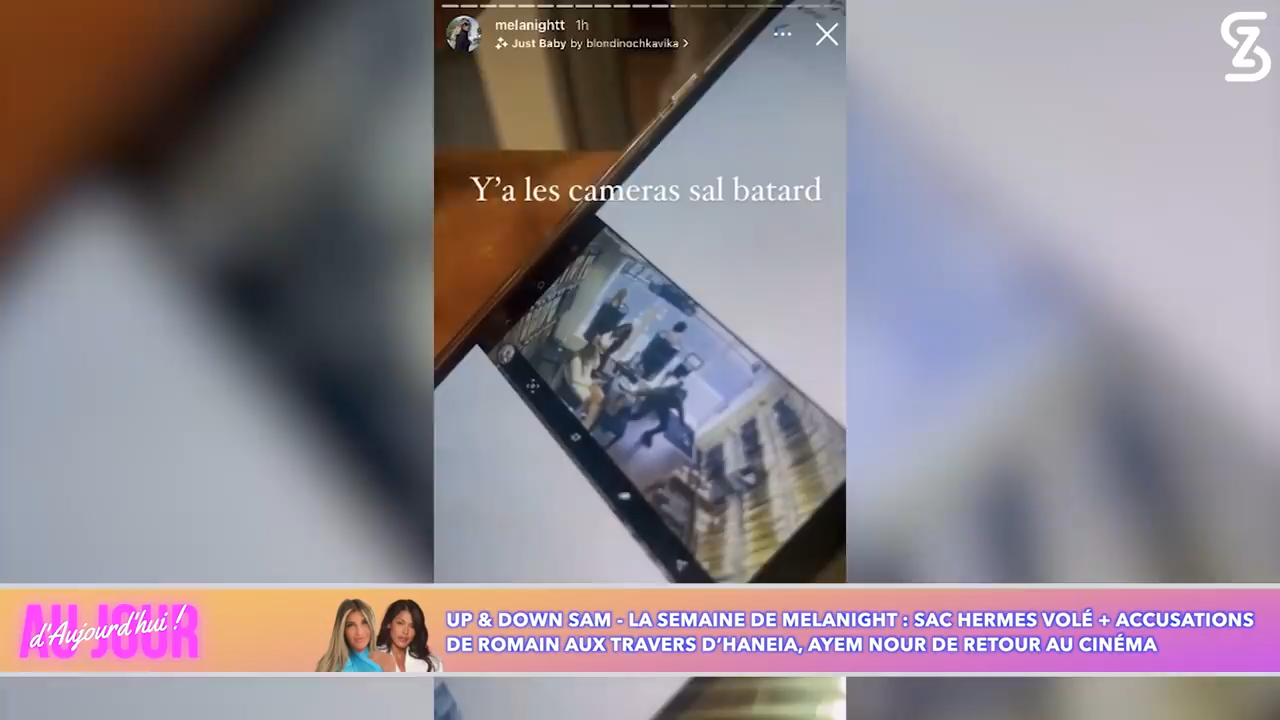 melanightt 1h
Just Baby by blondinochkavika >
Y'a les cameras sal batard
AU JOUR
d'Aujourd'hui !
UP & DOWN SAM - LA SEMAINE DE MELANIGHT : SAC HERMES VOLÉ + ACCUSATIONS
DE ROMAIN AUX TRAVERS D'HANEIA, AYEM NOUR DE RETOUR AU CINÉMA